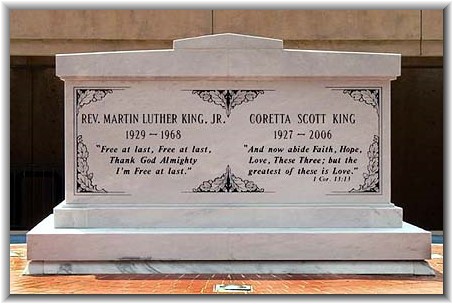 REV. MARTIN LUTHER KING, JR.
1929 — 1968
"Free at last, Free at last,
Thank God Almighty
I'm Free at last."
CORETTA SCOTT KING
1927 — 2006
"And now abide Faith, Hope,
Love, These Three; but the
greatest of these is Love."
1 Cor. 13:13